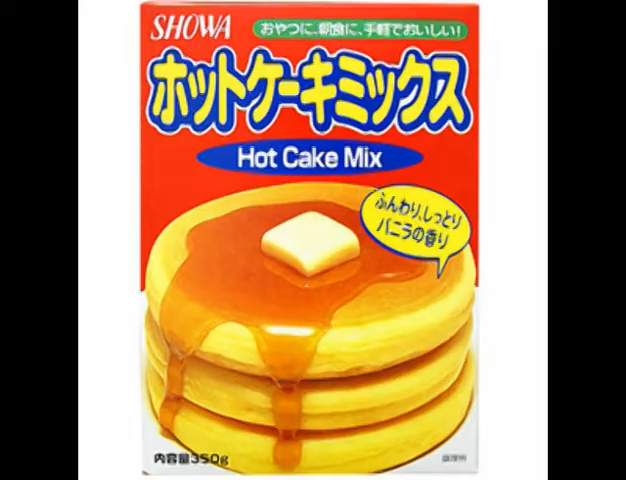 SHOWA
おやつに、朝食に、手軽でおいしい!
ホットケーキミックス
Hot Cake Mix
ふんわり、しっとり
バニラの香り
内容量350g